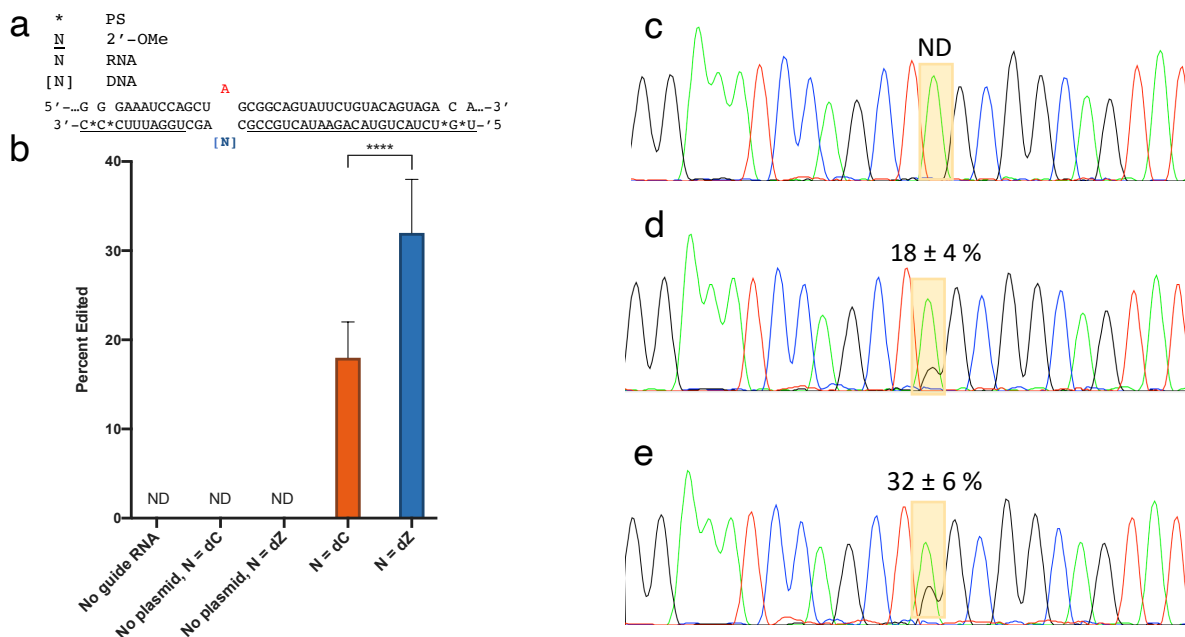 a
* PS
N 2’-OMe
N RNA
[N] DNA
A
5’-…G G GAAAUCCAGCU GCGGCAGUAUUCUGUACAGUAGA C A…-3’
3’-C*C*CUUUAGGUCGA CGCCGUCAUAAGACAUGUCAUCU*G*U-’5
[N]
b
****
Percent Edited
40
30
20
10
0
ND
ND
ND
No guide RNA
No plasmid, N = dC
No plasmid, N = dZ
N = dC
N = dZ
c
ND
d
18 ± 4 %
e
32 ± 6 %